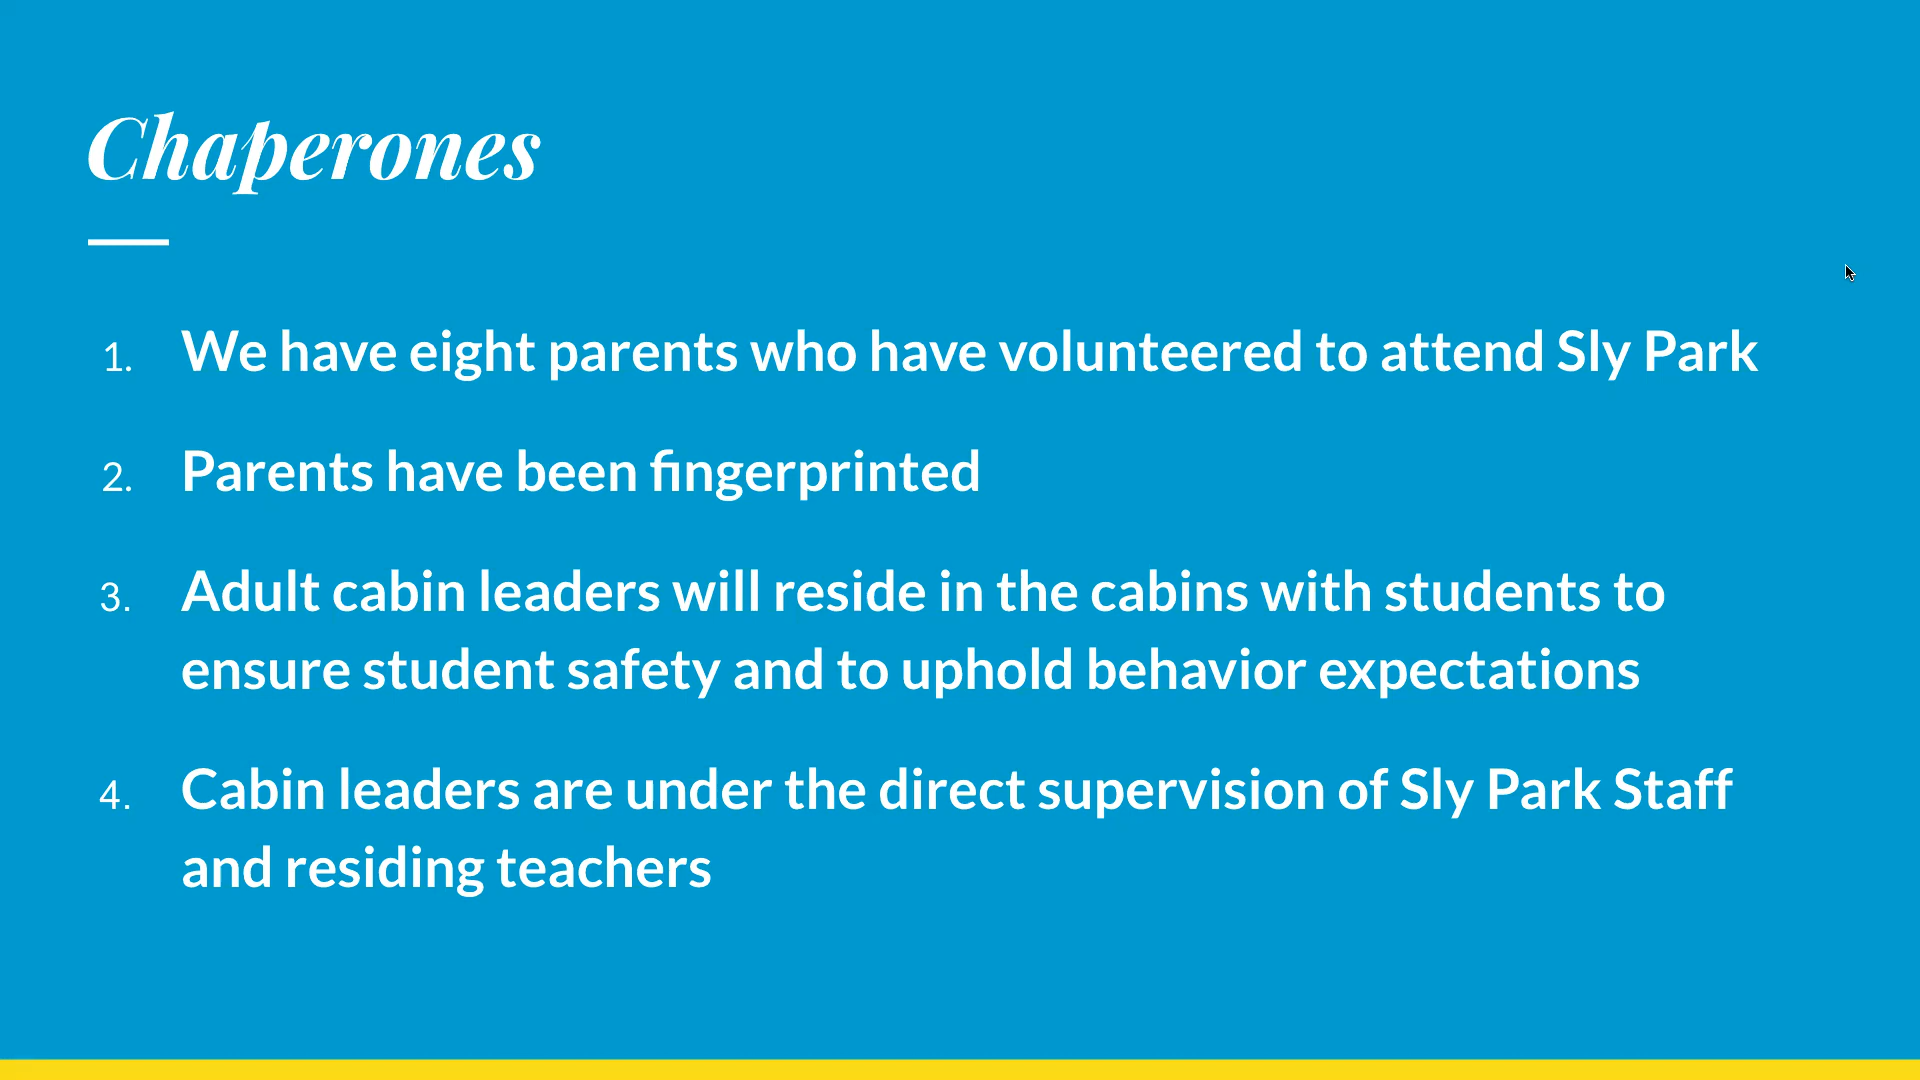 Chaperones
1. We have eight parents who have volunteered to attend Sly Park
2. Parents have been fingerprinted
3. Adult cabin leaders will reside in the cabins with students to
ensure student safety and to uphold behavior expectations
4. Cabin leaders are under the direct supervision of Sly Park Staff
and residing teachers